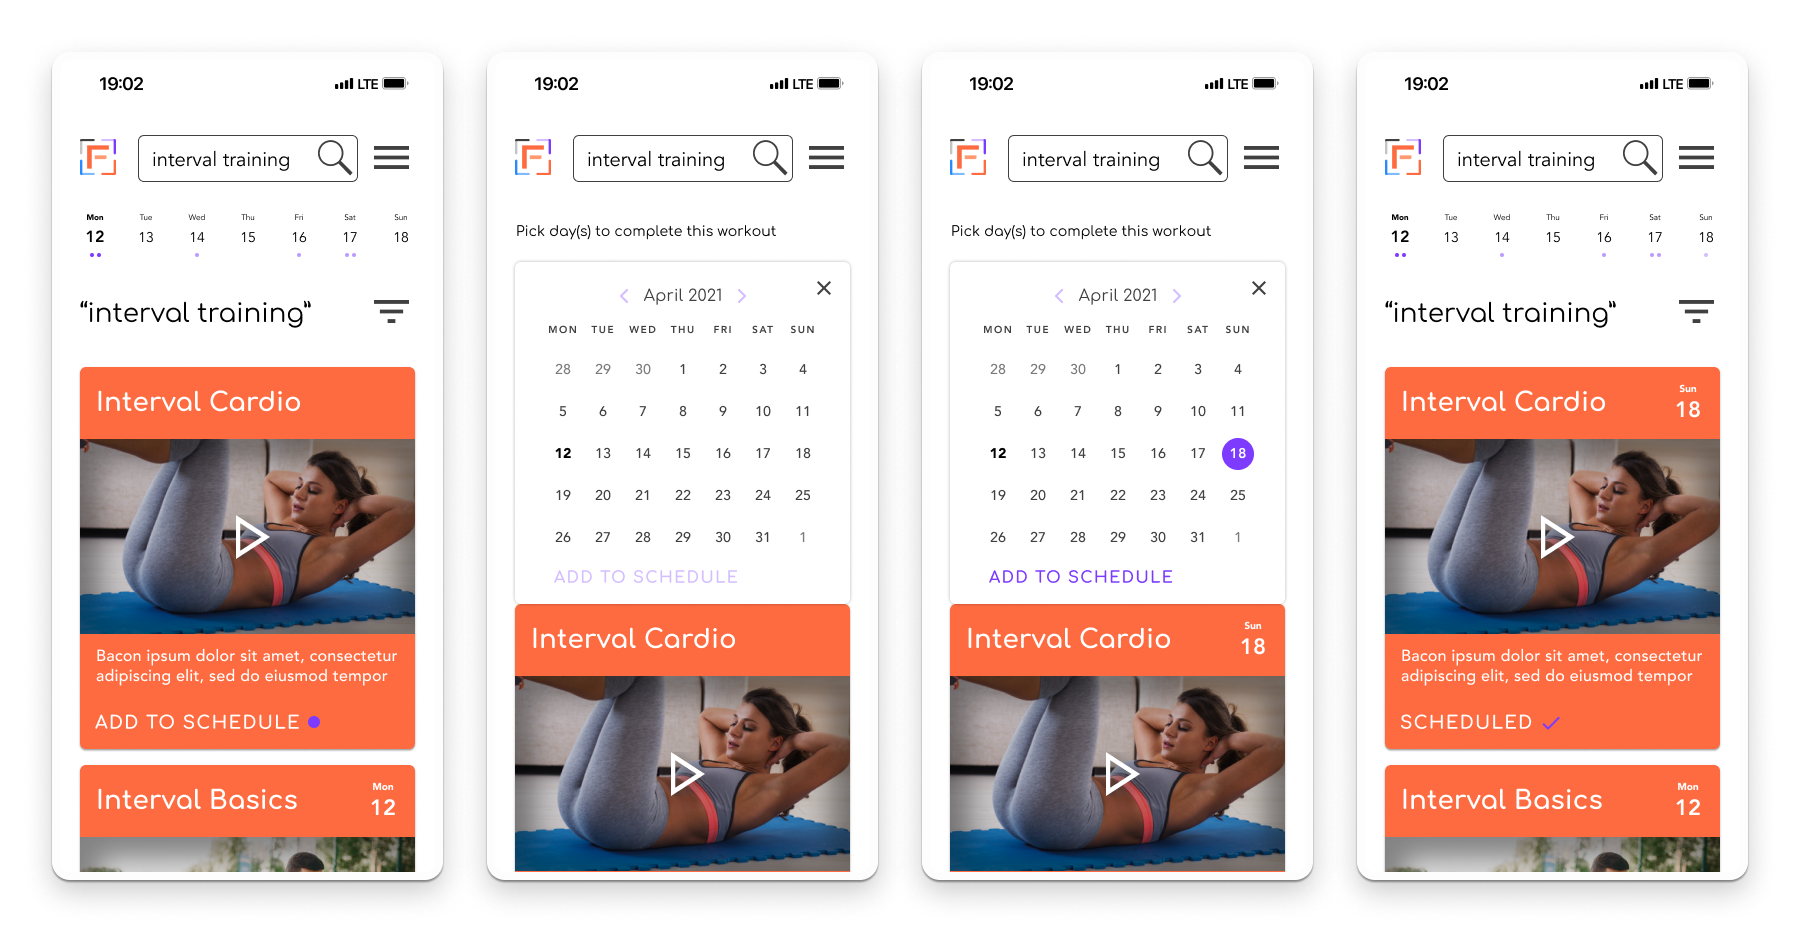 19:02 LTE
F interval training
Mon Tue Wed Thu Fri Sat Sun
12 13 14 15 16 17 18
“interval training”
Interval Cardio
Bacon ipsum dolor sit amet, consectetur
adipiscing elit, sed do eiusmod tempor
ADD TO SCHEDULE
Interval Basics Mon 12
19:02 LTE
F interval training
Pick day(s) to complete this workout
April 2021
MON TUE WED THU FRI SAT SUN
28 29 30 1 2 3 4
5 6 7 8 9 10 11
12 13 14 15 16 17 18
19 20 21 22 23 24 25
26 27 28 29 30 31 1
ADD TO SCHEDULE
Interval Cardio
19:02 LTE
F interval training
Pick day(s) to complete this workout
April 2021
MON TUE WED THU FRI SAT SUN
28 29 30 1 2 3 4
5 6 7 8 9 10 11
12 13 14 15 16 17 18
19 20 21 22 23 24 25
26 27 28 29 30 31 1
ADD TO SCHEDULE
Interval Cardio Sun 18
19:02 LTE
F interval training
Mon Tue Wed Thu Fri Sat Sun
12 13 14 15 16 17 18
“interval training”
Interval Cardio Sun 18
Bacon ipsum dolor sit amet, consectetur
adipiscing elit, sed do eiusmod tempor
SCHEDULED
Interval Basics Mon 12